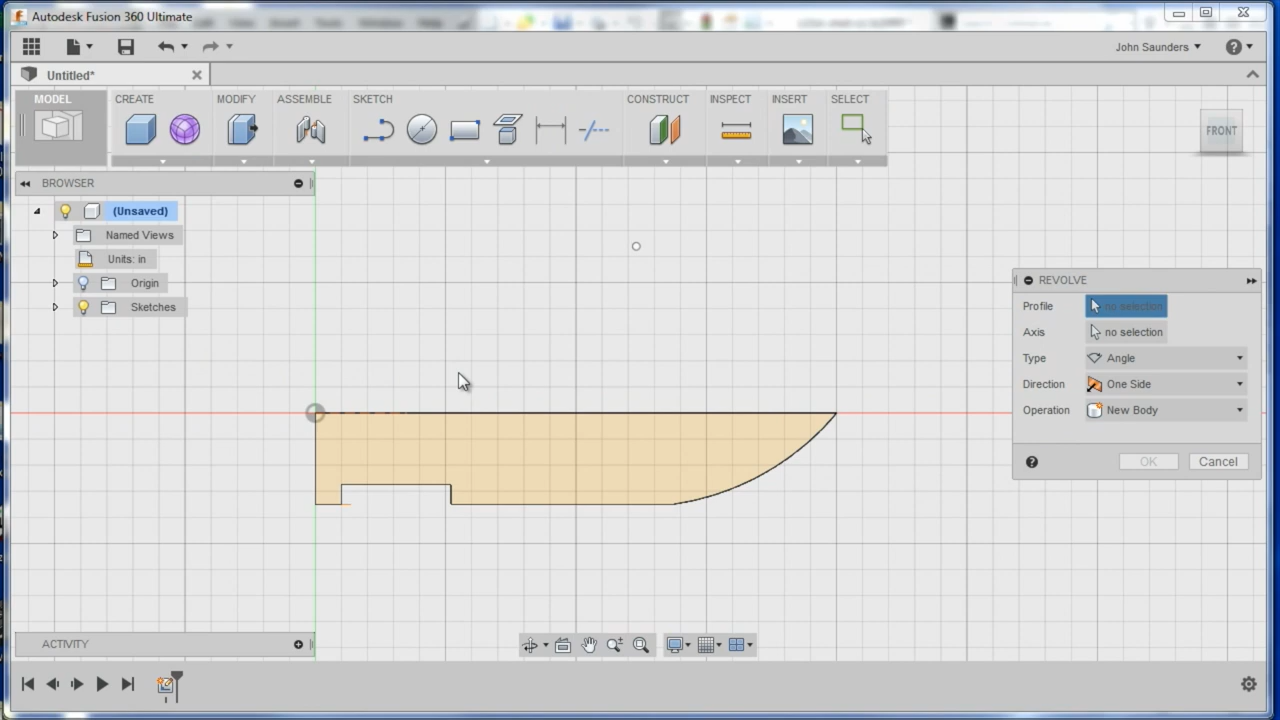 Autodesk Fusion 360 Ultimate
John Saunders
Untitled*
MODEL
CREATE
MODIFY
ASSEMBLE
SKETCH
CONSTRUCT
INSPECT
INSERT
SELECT
FRONT
BROWSER
(Unsaved)
Named Views
Units: in
Origin
Sketches
REVOLVE
Profile no selection
Axis no selection
Type Angle
Direction One Side
Operation New Body
OK Cancel
ACTIVITY